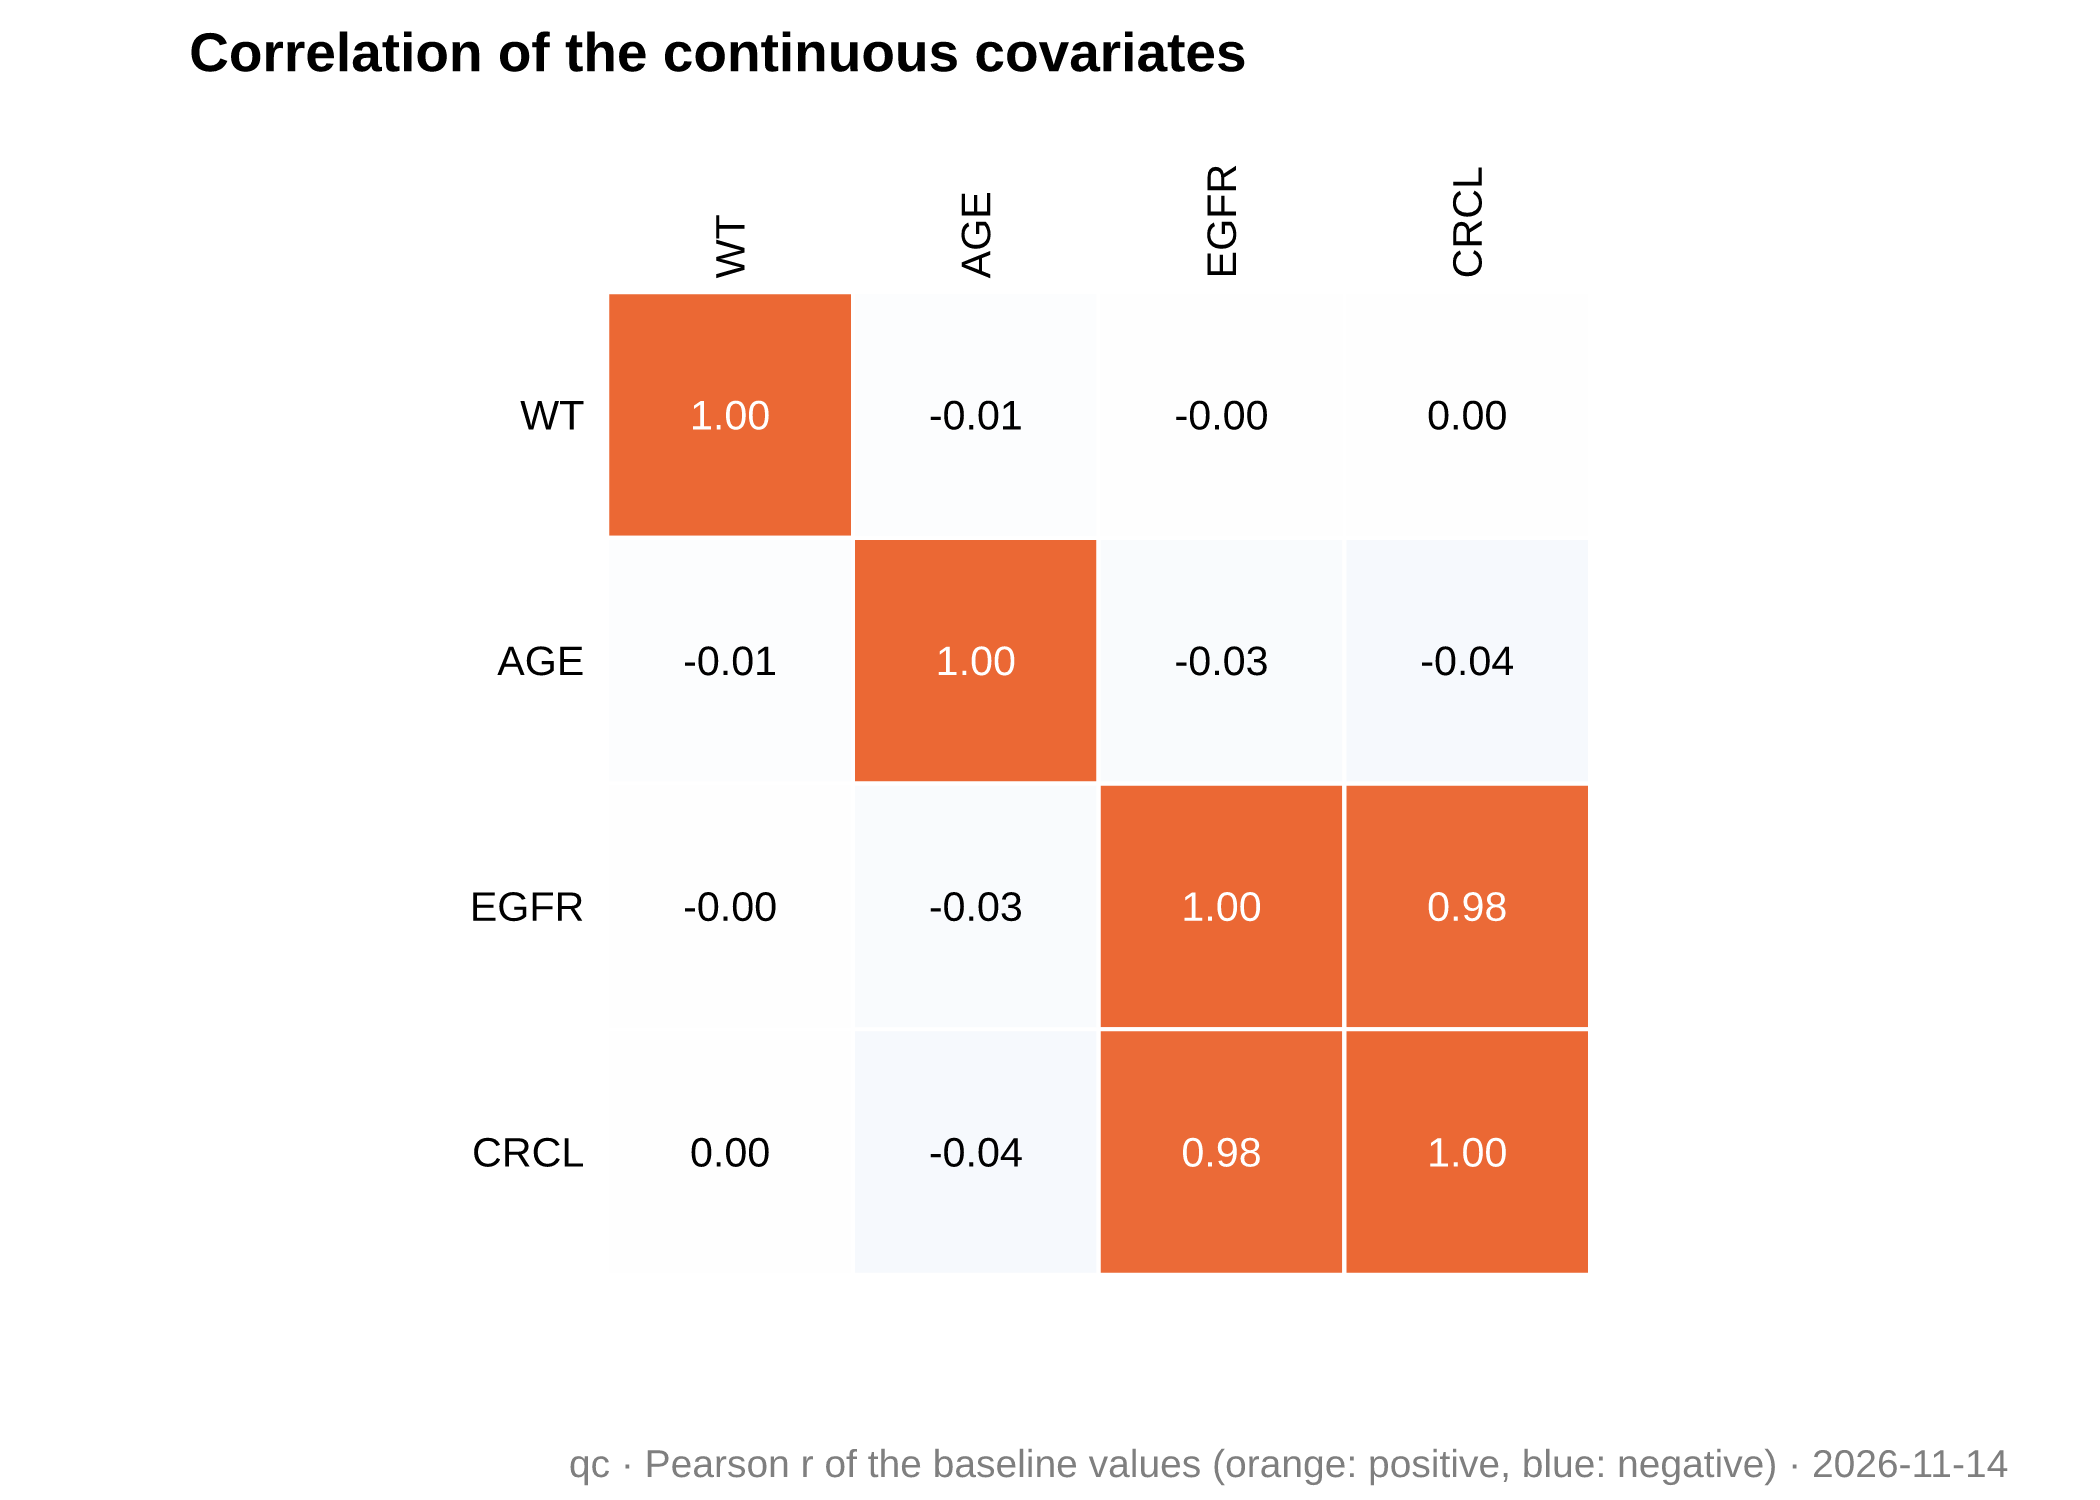 Correlation of the continuous covariates
WT AGE EGFR CRCL
WT 1.00 -0.01 -0.00 0.00
AGE -0.01 1.00 -0.03 -0.04
EGFR -0.00 -0.03 1.00 0.98
CRCL 0.00 -0.04 0.98 1.00
qc · Pearson r of the baseline values (orange: positive, blue: negative) · 2026-11-14